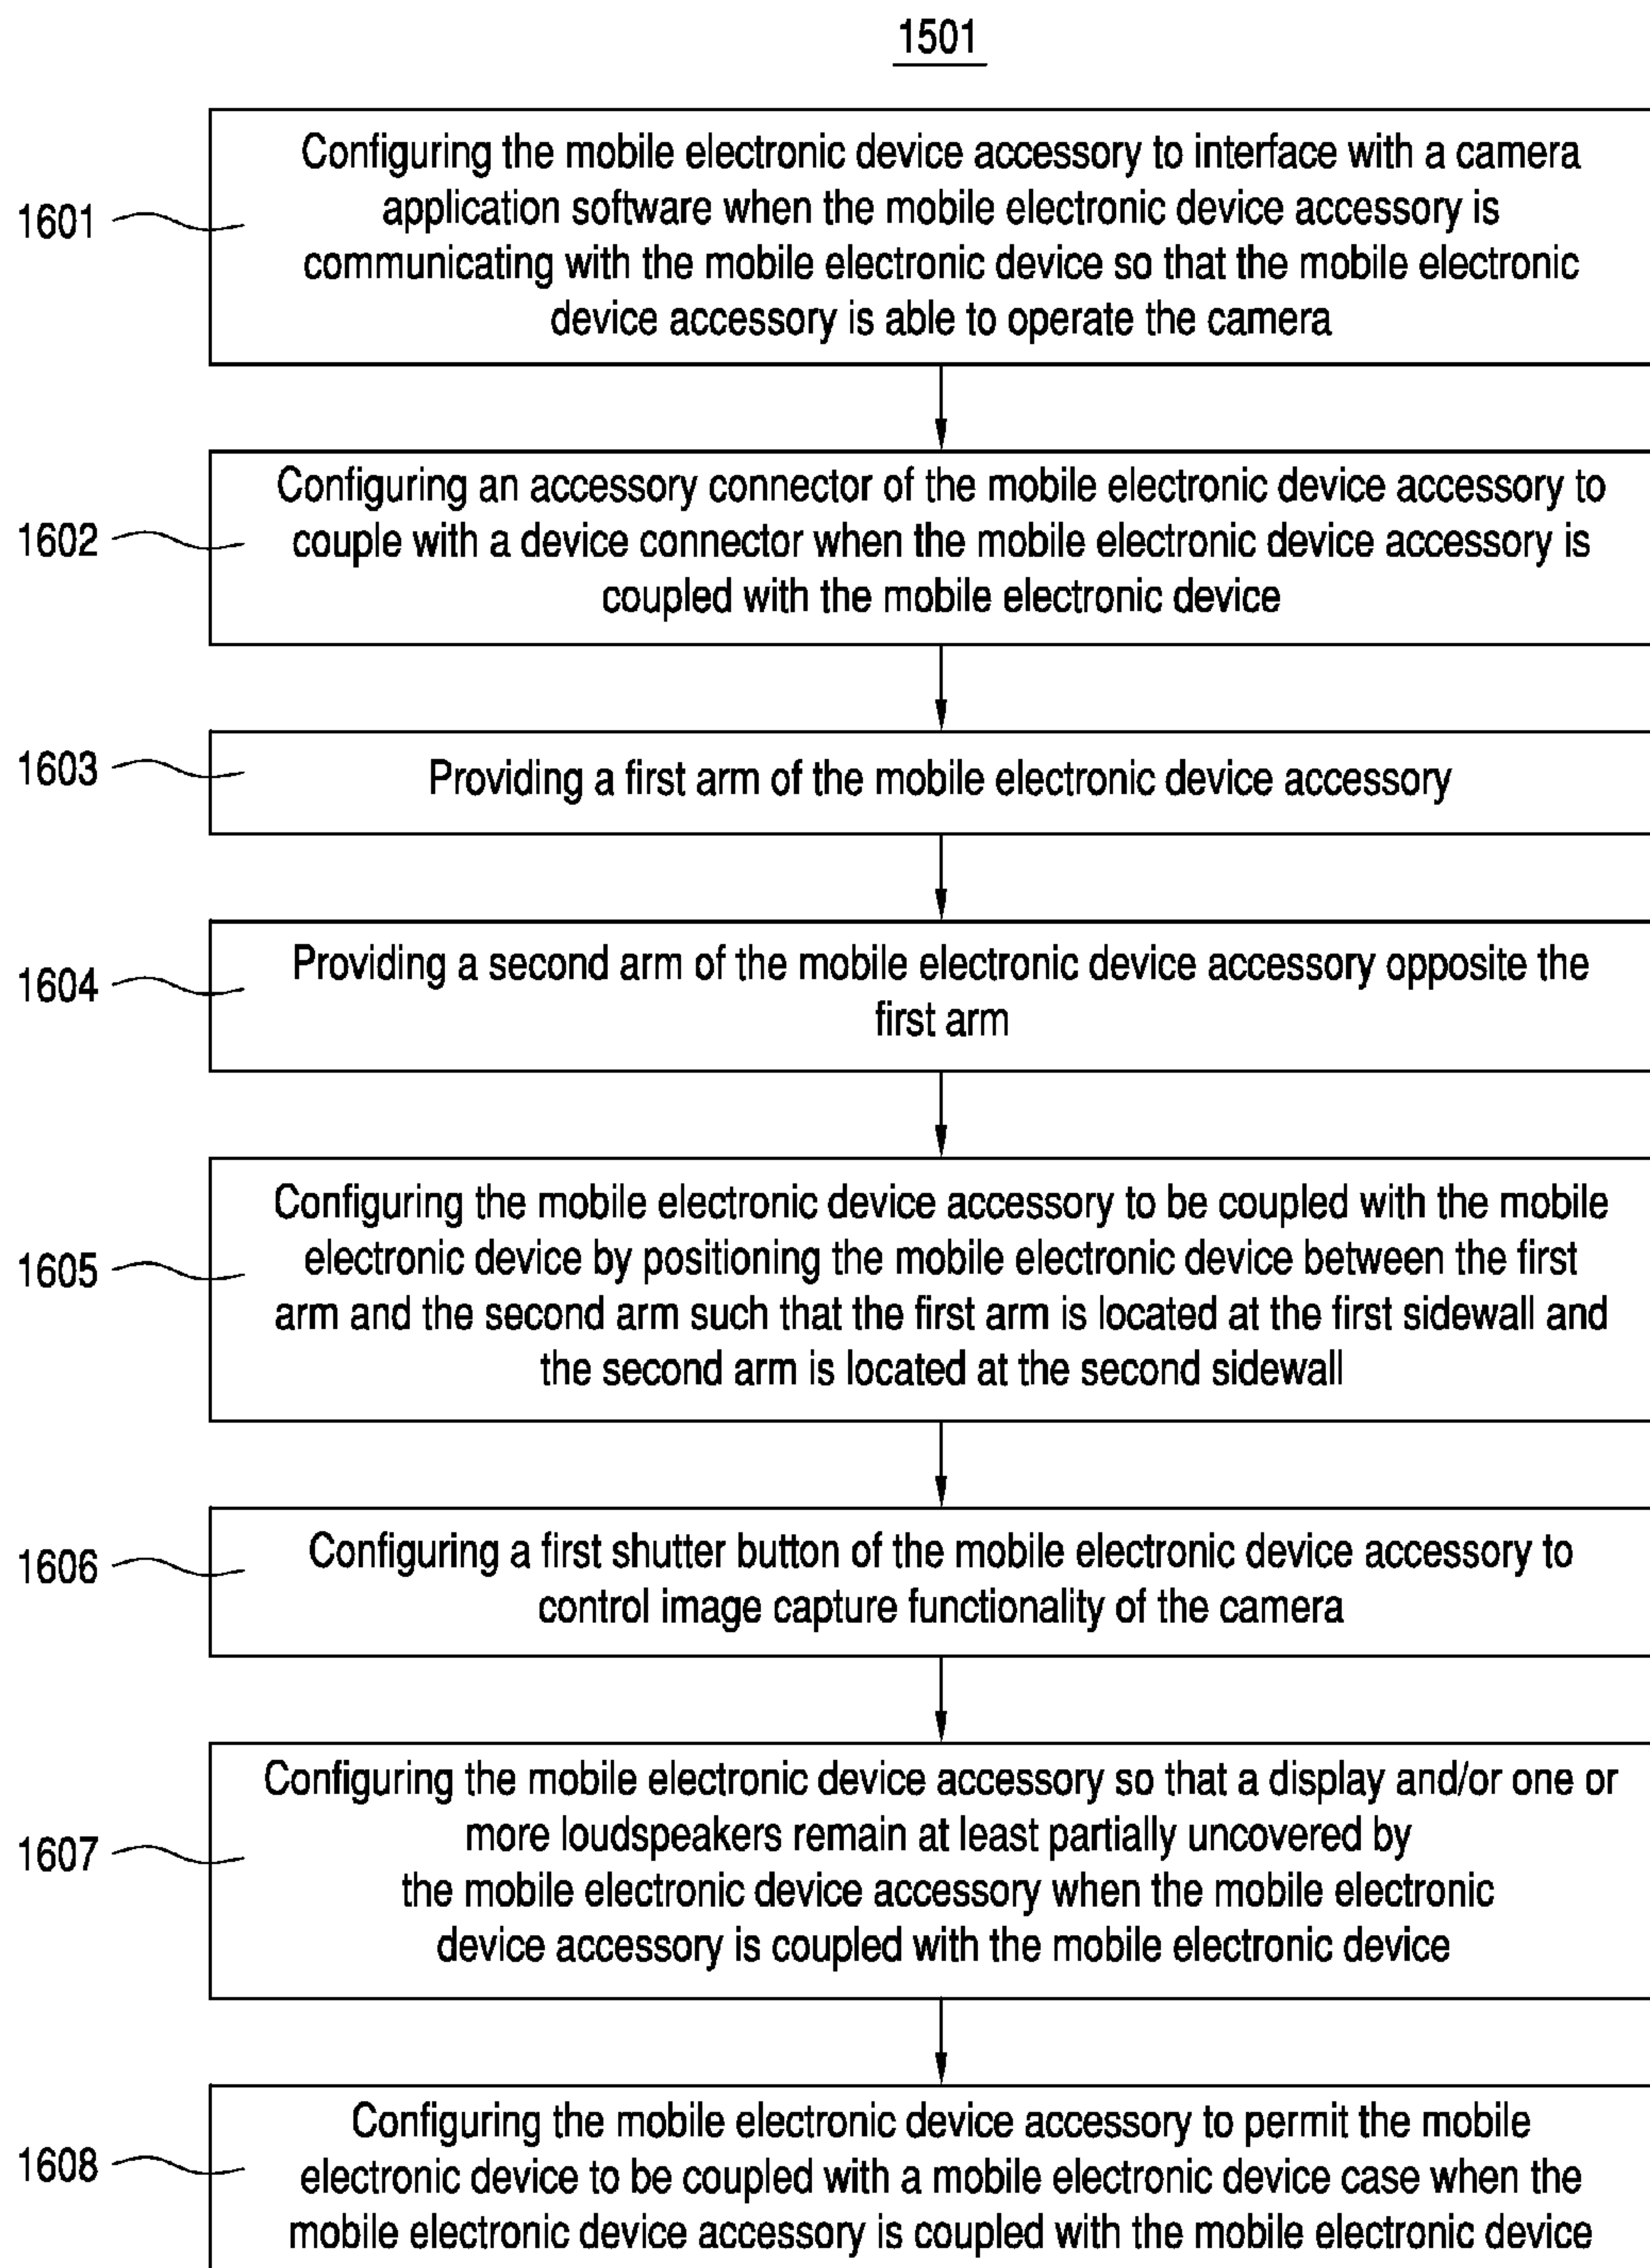 1501
1601
Configuring the mobile electronic device accessory to interface with a camera
application software when the mobile electronic device accessory is
communicating with the mobile electronic device so that the mobile electronic
device accessory is able to operate the camera
1602
Configuring an accessory connector of the mobile electronic device accessory to
couple with a device connector when the mobile electronic device accessory is
coupled with the mobile electronic device
1603
Providing a first arm of the mobile electronic device accessory
1604
Providing a second arm of the mobile electronic device accessory opposite the
first arm
1605
Configuring the mobile electronic device accessory to be coupled with the mobile
electronic device by positioning the mobile electronic device between the first
arm and the second arm such that the first arm is located at the first sidewall and
the second arm is located at the second sidewall
1606
Configuring a first shutter button of the mobile electronic device accessory to
control image capture functionality of the camera
1607
Configuring the mobile electronic device accessory so that a display and/or one or
more loudspeakers remain at least partially uncovered by
the mobile electronic device accessory when the mobile electronic
device accessory is coupled with the mobile electronic device
1608
Configuring the mobile electronic device accessory to permit the mobile
electronic device to be coupled with a mobile electronic device case when the
mobile electronic device accessory is coupled with the mobile electronic device